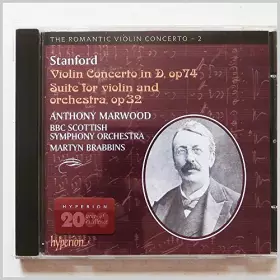 THE ROMANTIC VIOLIN CONCERTO – 2
Stanford
Violin Concerto in D, op74
Suite for violin and
orchestra, op32
ANTHONY MARWOOD
BBC SCOTTISH
SYMPHONY ORCHESTRA
MARTYN BRABBINS
HYPERION
20
hyperion